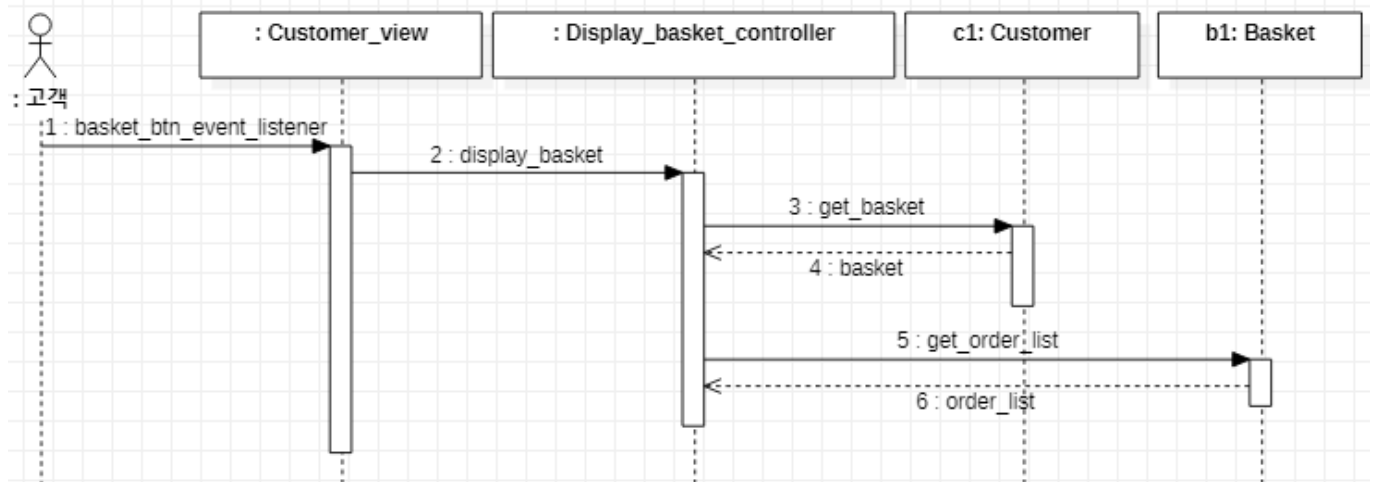 : Customer_view
: Display_basket_controller
c1: Customer
b1: Basket
: 고객
1 : basket_btn_event_listener
2 : display_basket
3 : get_basket
4 : basket
5 : get_order_list
6 : order_list